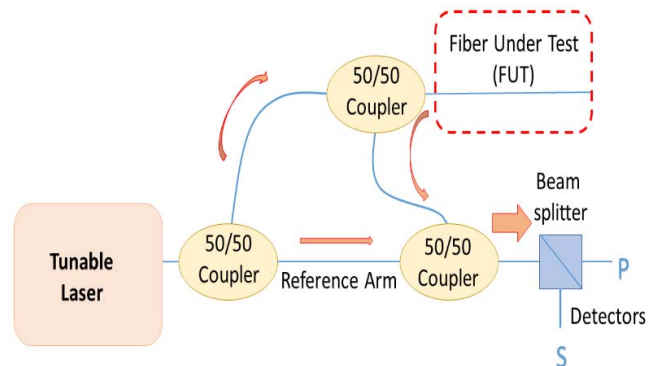 Fiber Under Test
(FUT)
50/50
Coupler
Beam
splitter
Tunable
Laser
50/50
Coupler
Reference Arm
50/50
Coupler
P
Detectors
S